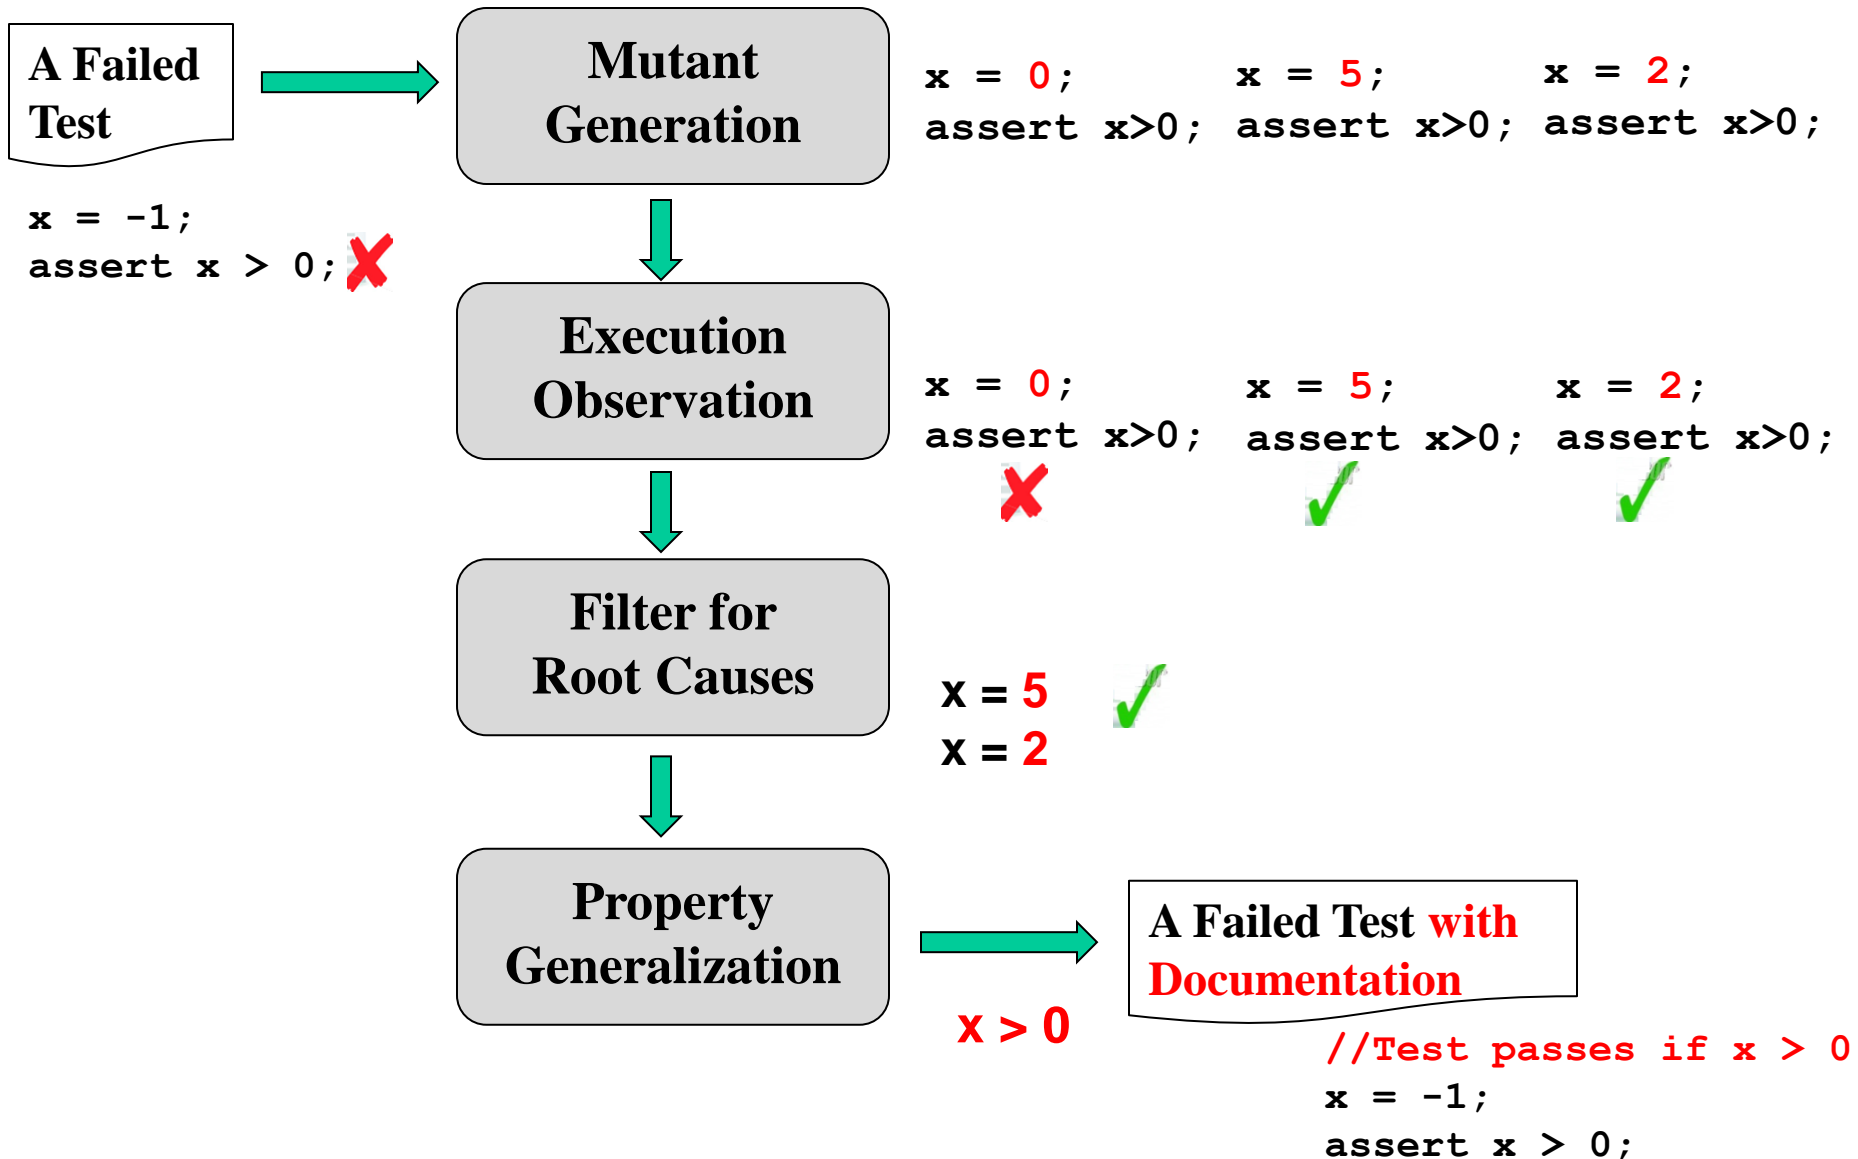 A Failed
Test
x = -1;
assert x > 0;
Mutant
Generation
x = 0;
assert x>0;
x = 5;
assert x>0;
x = 2;
assert x>0;
Execution
Observation
x = 0;
assert x>0;
x = 5;
assert x>0;
x = 2;
assert x>0;
Filter for
Root Causes
x = 5
x = 2
Property
Generalization
x > 0
A Failed Test with
Documentation
//Test passes if x > 0
x = -1;
assert x > 0;